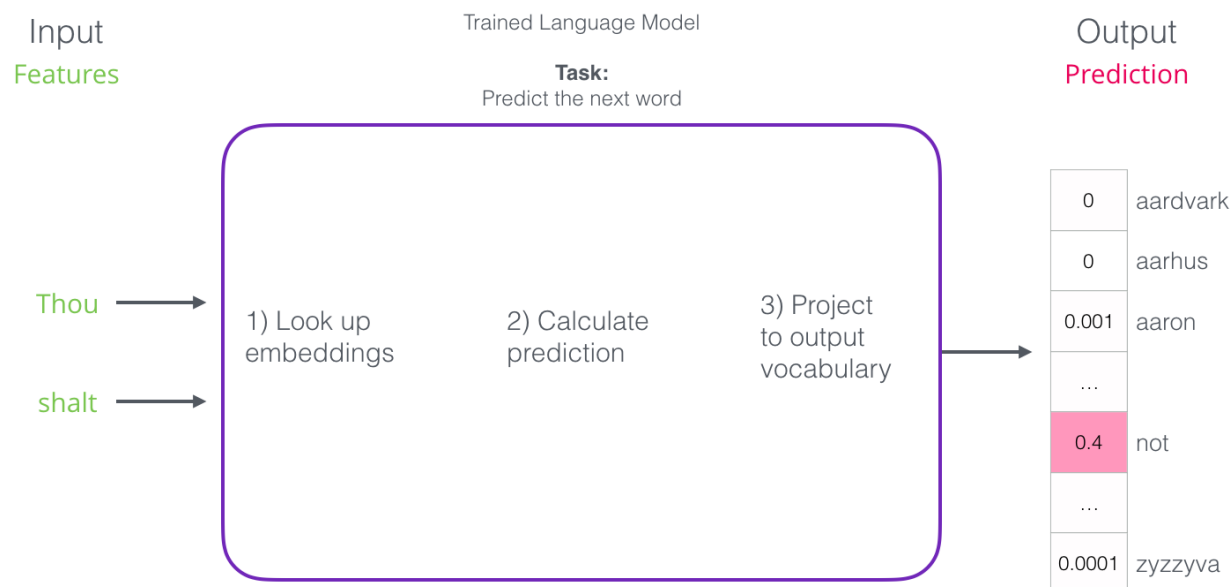 Input
Features
Trained Language Model
Task:
Predict the next word
Output
Prediction
Thou
shalt
1) Look up
embeddings
2) Calculate
prediction
3) Project
to output
vocabulary
0 aardvark
0 aarhus
0.001 aaron
...
0.4 not
...
0.0001 zyzzyva